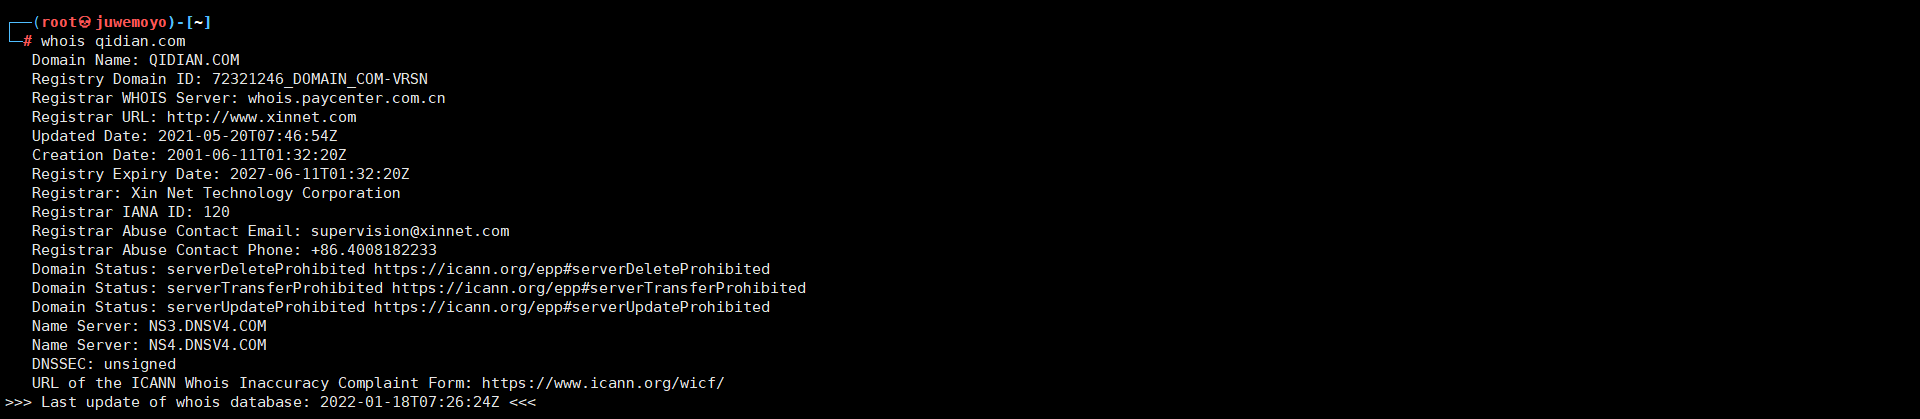 ┌──(root💀juwemoyo)-[~]
└─# whois qidian.com
   Domain Name: QIDIAN.COM
   Registry Domain ID: 72321246_DOMAIN_COM-VRSN
   Registrar WHOIS Server: whois.paycenter.com.cn
   Registrar URL: http://www.xinnet.com
   Updated Date: 2021-05-20T07:46:54Z
   Creation Date: 2001-06-11T01:32:20Z
   Registry Expiry Date: 2027-06-11T01:32:20Z
   Registrar: Xin Net Technology Corporation
   Registrar IANA ID: 120
   Registrar Abuse Contact Email: supervision@xinnet.com
   Registrar Abuse Contact Phone: +86.4008182233
   Domain Status: serverDeleteProhibited https://icann.org/epp#serverDeleteProhibited
   Domain Status: serverTransferProhibited https://icann.org/epp#serverTransferProhibited
   Domain Status: serverUpdateProhibited https://icann.org/epp#serverUpdateProhibited
   Name Server: NS3.DNSV4.COM
   Name Server: NS4.DNSV4.COM
   DNSSEC: unsigned
   URL of the ICANN Whois Inaccuracy Complaint Form: https://www.icann.org/wicf/
>>> Last update of whois database: 2022-01-18T07:26:24Z <<<